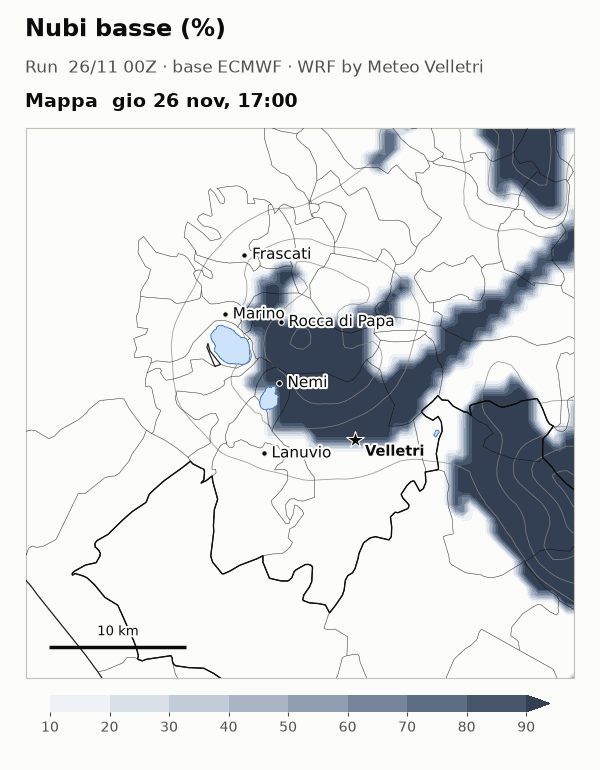 Nubi basse (%)
Run  26/11 00Z · base ECMWF · WRF by Meteo Velletri
Mappa  gio 26 nov, 17:00
Frascati
Marino
Rocca di Papa
Nemi
Velletri
Lanuvio
10 km
10 20 30 40 50 60 70 80 90